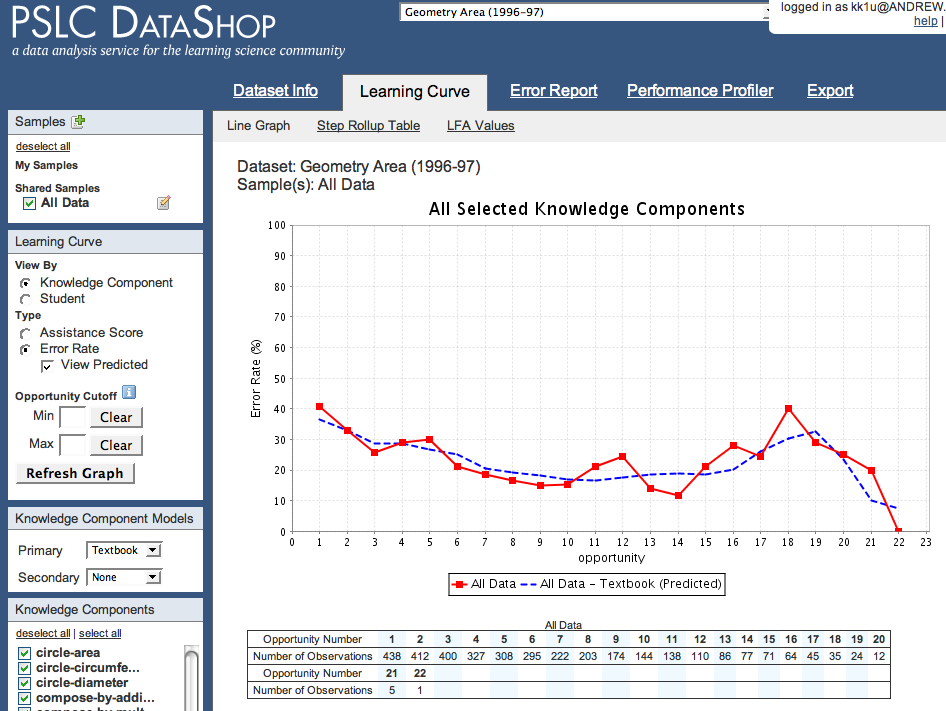 PSLC DATASHOP
a data analysis service for the learning science community
Geometry Area (1996-97)
logged in as kk1u@ANDREW.
help |
Dataset Info Learning Curve Error Report Performance Profiler Export
Line Graph Step Rollup Table LFA Values
Samples
deselect all
My Samples
Shared Samples
All Data
Learning Curve
View By
Knowledge Component
Student
Type
Assistance Score
Error Rate
View Predicted
Opportunity Cutoff i
Min Clear
Max Clear
Refresh Graph
Knowledge Component Models
Primary Textbook
Secondary None
Knowledge Components
deselect all | select all
circle-area
circle-circumfe...
circle-diameter
compose-by-addi...
Dataset: Geometry Area (1996-97)
Sample(s): All Data
All Selected Knowledge Components
Error Rate (%)
100
90
80
70
60
50
40
30
20
10
0
0 1 2 3 4 5 6 7 8 9 10 11 12 13 14 15 16 17 18 19 20 21 22 23
opportunity
All Data All Data - Textbook (Predicted)
All Data
Opportunity Number 1 2 3 4 5 6 7 8 9 10 11 12 13 14 15 16 17 18 19 20
Number of Observations 438 412 400 327 308 295 222 203 174 144 138 110 86 77 71 64 45 35 24 12
Opportunity Number 21 22
Number of Observations 5 1